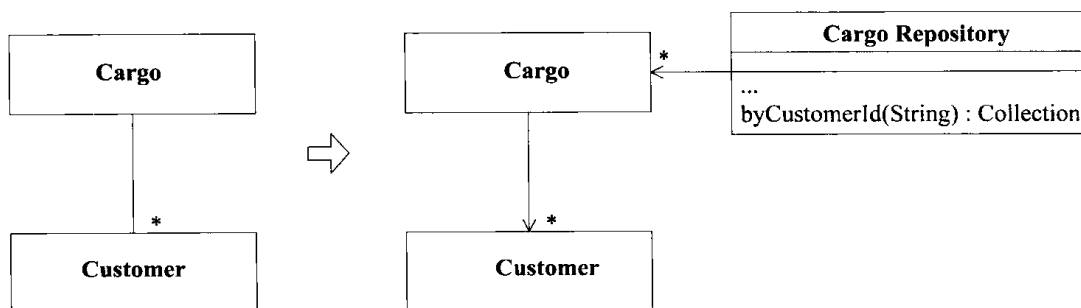 Cargo
*
Customer
Cargo
*
*
Customer
Cargo Repository
...
byCustomerId(String) : Collection